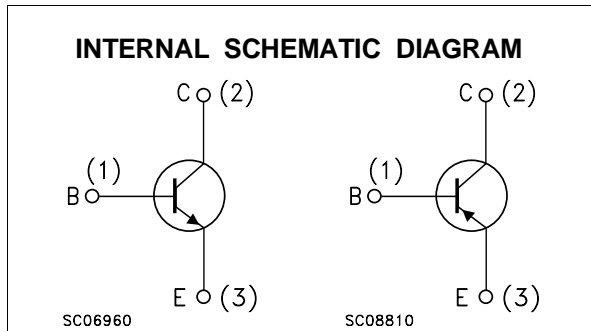 INTERNAL SCHEMATIC DIAGRAM
C (2) C (2)
(1) (1)
B B
E (3) E (3)
SC06960 SC08810